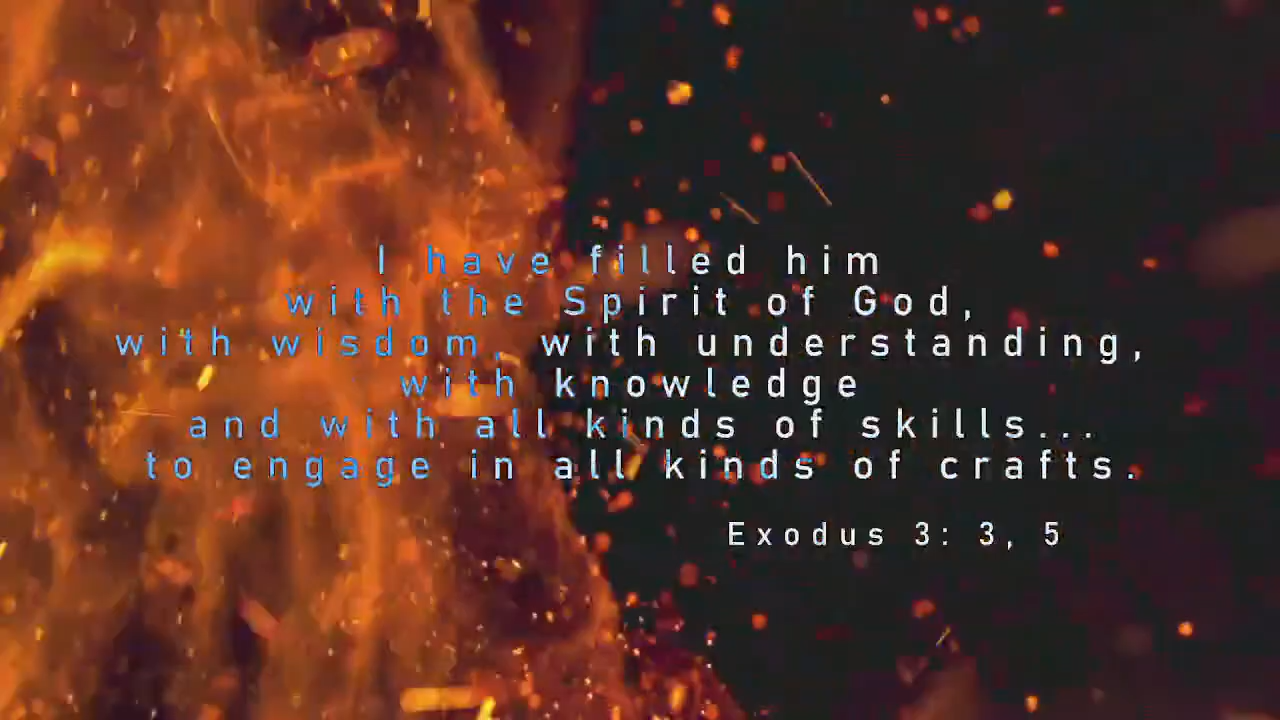 I have filled him
with the Spirit of God,
with wisdom, with understanding,
with knowledge
and with all kinds of skills...
to engage in all kinds of crafts.
Exodus 3: 3, 5